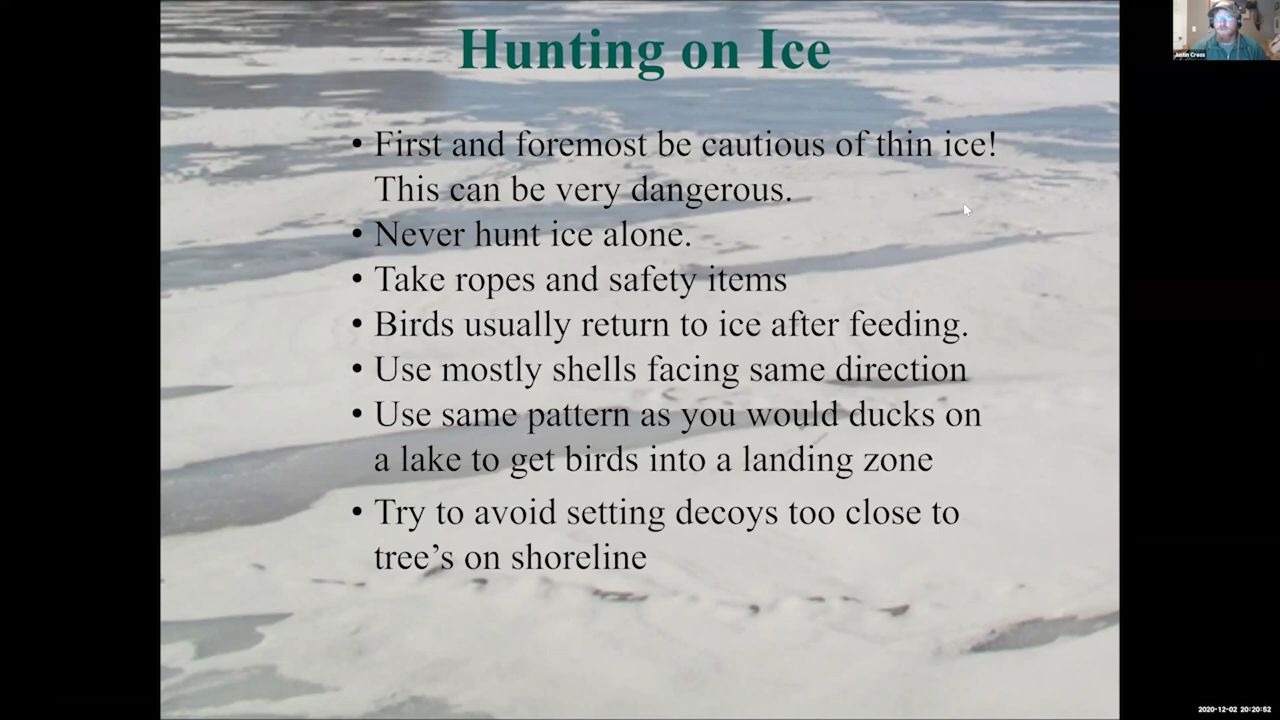 Hunting on Ice
Justin Cross
• First and foremost be cautious of thin ice!
This can be very dangerous.
• Never hunt ice alone.
• Take ropes and safety items
• Birds usually return to ice after feeding.
• Use mostly shells facing same direction
• Use same pattern as you would ducks on
a lake to get birds into a landing zone
• Try to avoid setting decoys too close to
tree’s on shoreline
2020-12-02 20:20:52